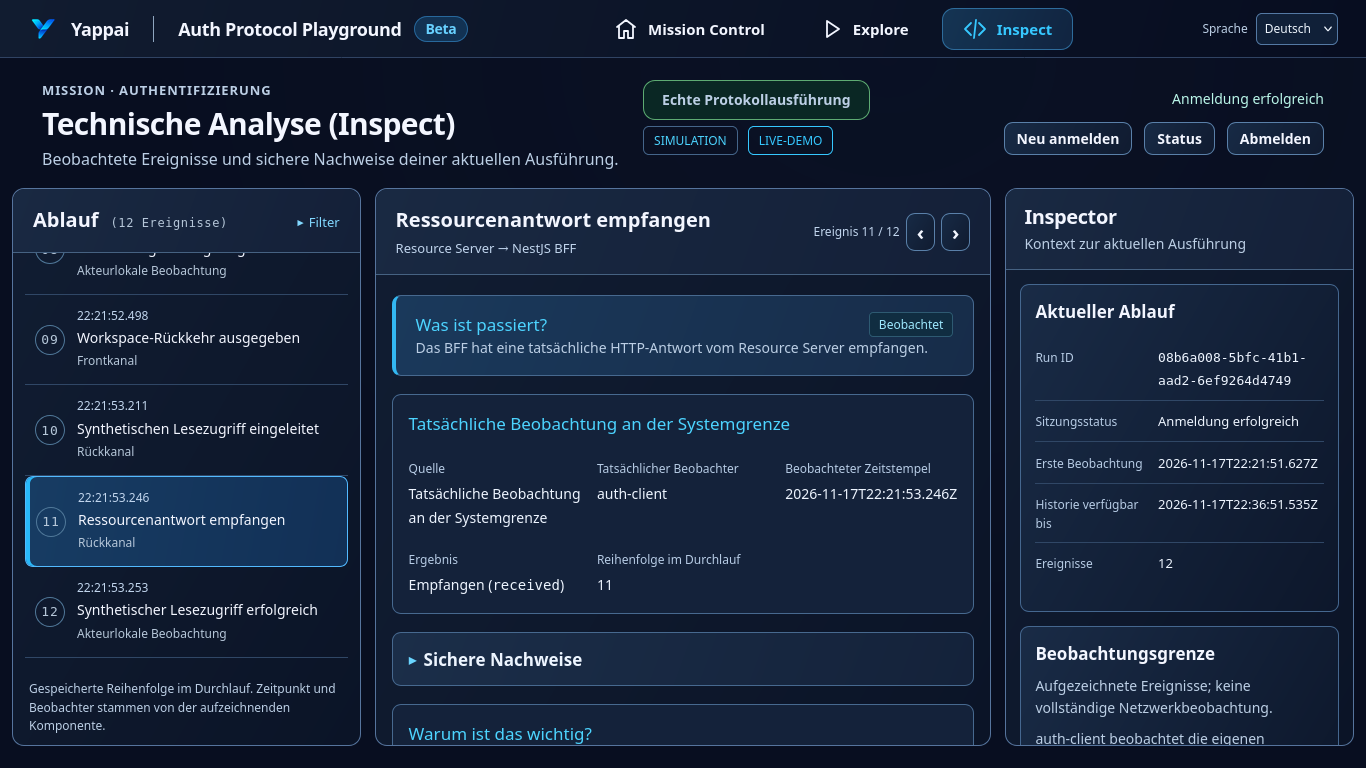 Yappai
Auth Protocol Playground
Beta
Mission Control
Explore
Inspect
Sprache
Deutsch
MISSION · AUTHENTIFIZIERUNG
Technische Analyse (Inspect)
Beobachtete Ereignisse und sichere Nachweise deiner aktuellen Ausführung.
Echte Protokollausführung
SIMULATION
LIVE-DEMO
Anmeldung erfolgreich
Neu anmelden
Status
Abmelden
Ablauf (12 Ereignisse)
▸ Filter
Akteurlokale Beobachtung
22:21:52.498
09
Workspace-Rückkehr ausgegeben
Frontkanal
22:21:53.211
10
Synthetischen Lesezugriff eingeleitet
Rückkanal
22:21:53.246
11
Ressourcenantwort empfangen
Rückkanal
22:21:53.253
12
Synthetischer Lesezugriff erfolgreich
Akteurlokale Beobachtung
Gespeicherte Reihenfolge im Durchlauf. Zeitpunkt und
Beobachter stammen von der aufzeichnenden
Komponente.
Ressourcenantwort empfangen
Resource Server → NestJS BFF
Ereignis 11 / 12
‹
›
Was ist passiert?
Beobachtet
Das BFF hat eine tatsächliche HTTP-Antwort vom Resource Server empfangen.
Tatsächliche Beobachtung an der Systemgrenze
Quelle
Tatsächliche Beobachtung
an der Systemgrenze
Tatsächlicher Beobachter
auth-client
Beobachteter Zeitstempel
2026-11-17T22:21:53.246Z
Ergebnis
Empfangen (received)
Reihenfolge im Durchlauf
11
▸ Sichere Nachweise
Warum ist das wichtig?
Inspector
Kontext zur aktuellen Ausführung
Aktueller Ablauf
Run ID
08b6a008-5bfc-41b1-
aad2-6ef9264d4749
Sitzungsstatus
Anmeldung erfolgreich
Erste Beobachtung
2026-11-17T22:21:51.627Z
Historie verfügbar
bis
2026-11-17T22:36:51.535Z
Ereignisse
12
Beobachtungsgrenze
Aufgezeichnete Ereignisse; keine
vollständige Netzwerkbeobachtung.
auth-client beobachtet die eigenen